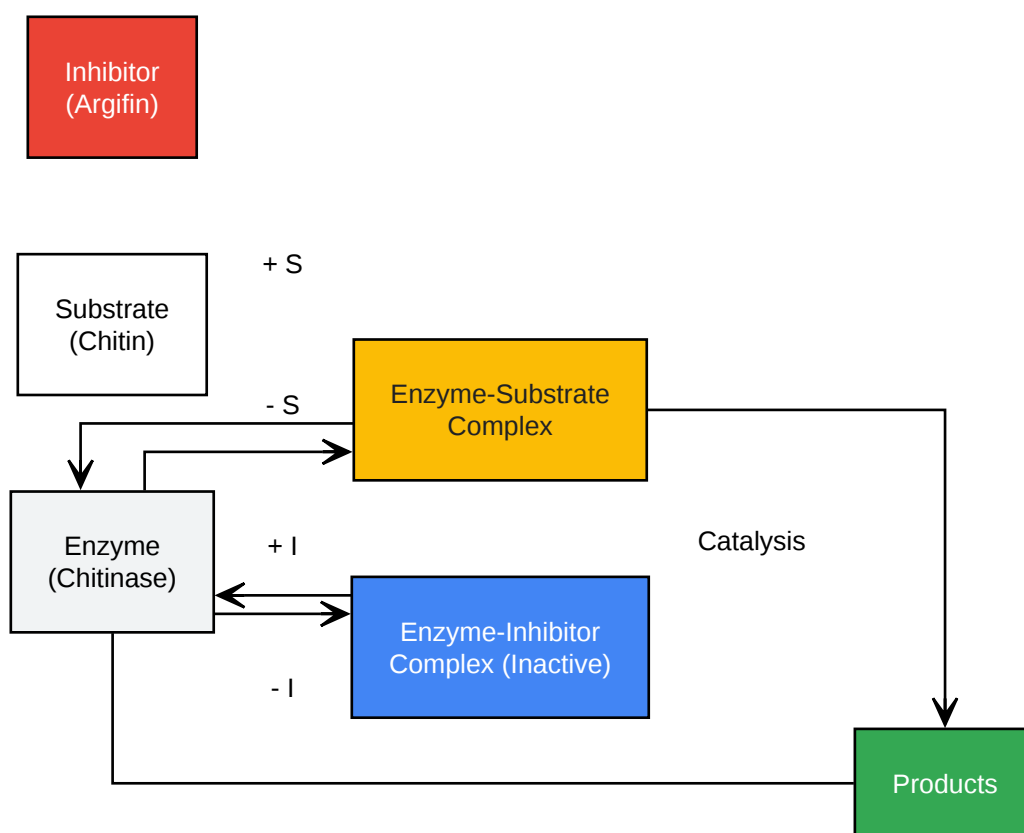 Inhibitor
(Argifin)
+ S
Substrate
(Chitin)
- S
Enzyme-Substrate
Complex
Enzyme
(Chitinase)
+ I
Catalysis
Enzyme-Inhibitor
Complex (Inactive)
- I
Products